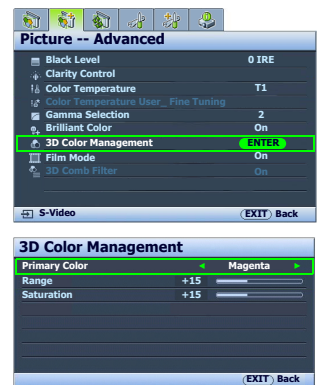 Picture -- Advanced
Black Level 0 IRE
Clarity Control
Color Temperature T1
Color Temperature User_ Fine Tuning
Gamma Selection 2
Brilliant Color On
3D Color Management ENTER
Film Mode On
3D Comb Filter On
S-Video EXIT Back
3D Color Management
Primary Color Magenta
Range +15
Saturation +15
EXIT Back